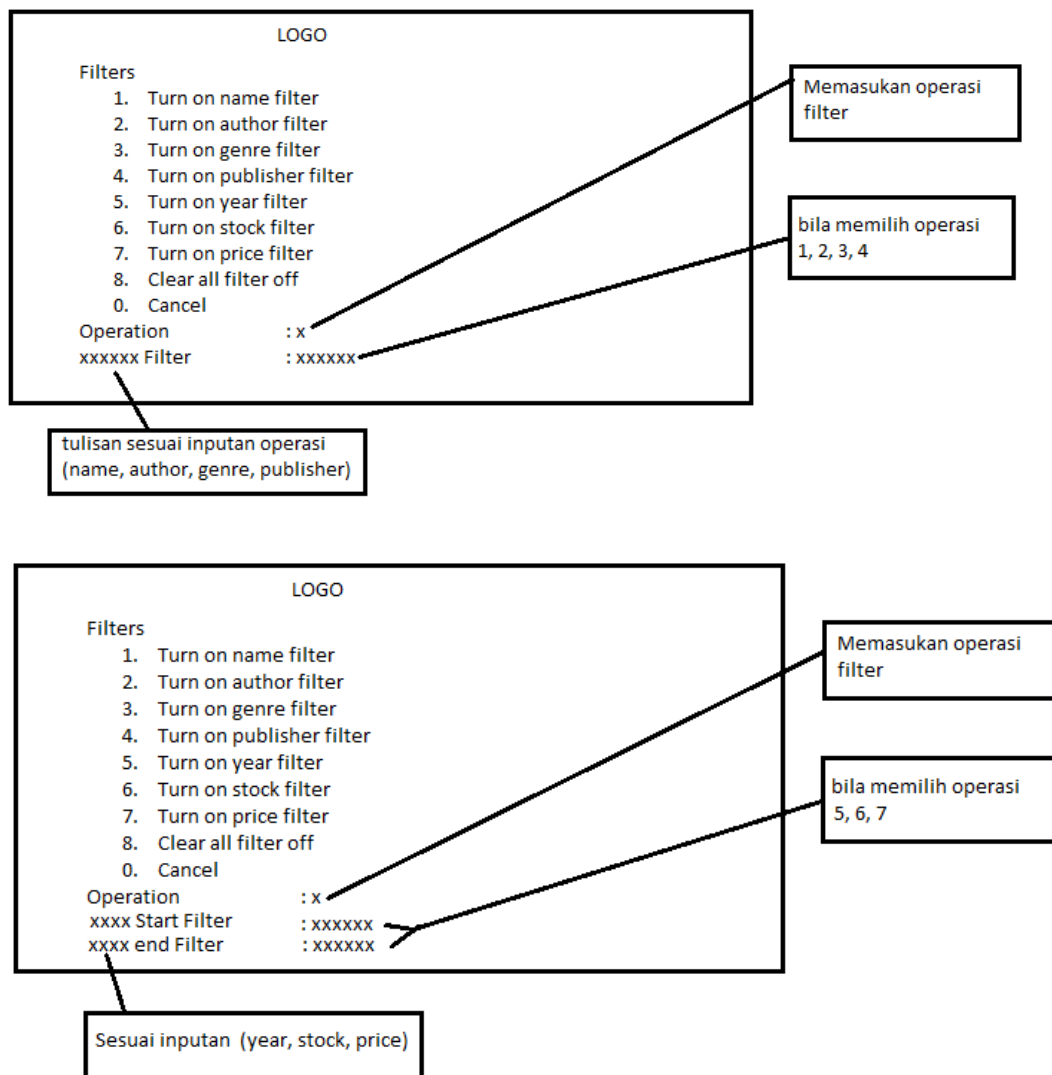 LOGO
Filters
1. Turn on name filter
2. Turn on author filter
3. Turn on genre filter
4. Turn on publisher filter
5. Turn on year filter
6. Turn on stock filter
7. Turn on price filter
8. Clear all filter off
0. Cancel
Operation : x
xxxxxx Filter : xxxxxx
Memasukan operasi
filter
bila memilih operasi
1, 2, 3, 4
tulisan sesuai inputan operasi
(name, author, genre, publisher)
LOGO
Filters
1. Turn on name filter
2. Turn on author filter
3. Turn on genre filter
4. Turn on publisher filter
5. Turn on year filter
6. Turn on stock filter
7. Turn on price filter
8. Clear all filter off
0. Cancel
Operation : x
xxxx Start Filter : xxxxxx
xxxx end Filter : xxxxxx
Memasukan operasi
filter
bila memilih operasi
5, 6, 7
Sesuai inputan (year, stock, price)